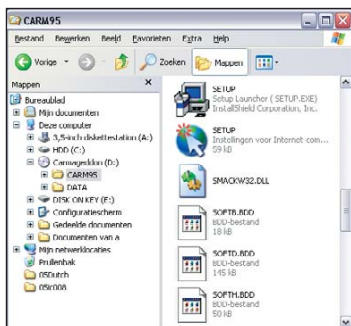 CARM95
Bestand Bewerken Beeld Favorieten Extra Help
Vorige Zoeken Mappen
Mappen x
Bureaublad
Mijn documenten
Deze computer
3,5-inch diskettestation (A:)
HDD (C:)
Carmageddon (D:)
CARM95
DATA
DISK ON KEY (E:)
Configuratiescherm
Gedeelde documenten
Documenten van a
Mijn netwerklocaties
Prullenbak
05Dutch
05lc008
SETUP
Setup Launcher ( SETUP.EXE)
InstallShield Corporation, Inc.
SETUP
Instellingen voor Internet-com...
59 kB
SMACKW32.DLL
SOFTB.BDD
BDD-bestand
18 kB
SOFTD.BDD
BDD-bestand
145 kB
SOFTH.BDD
BDD-bestand
50 kB